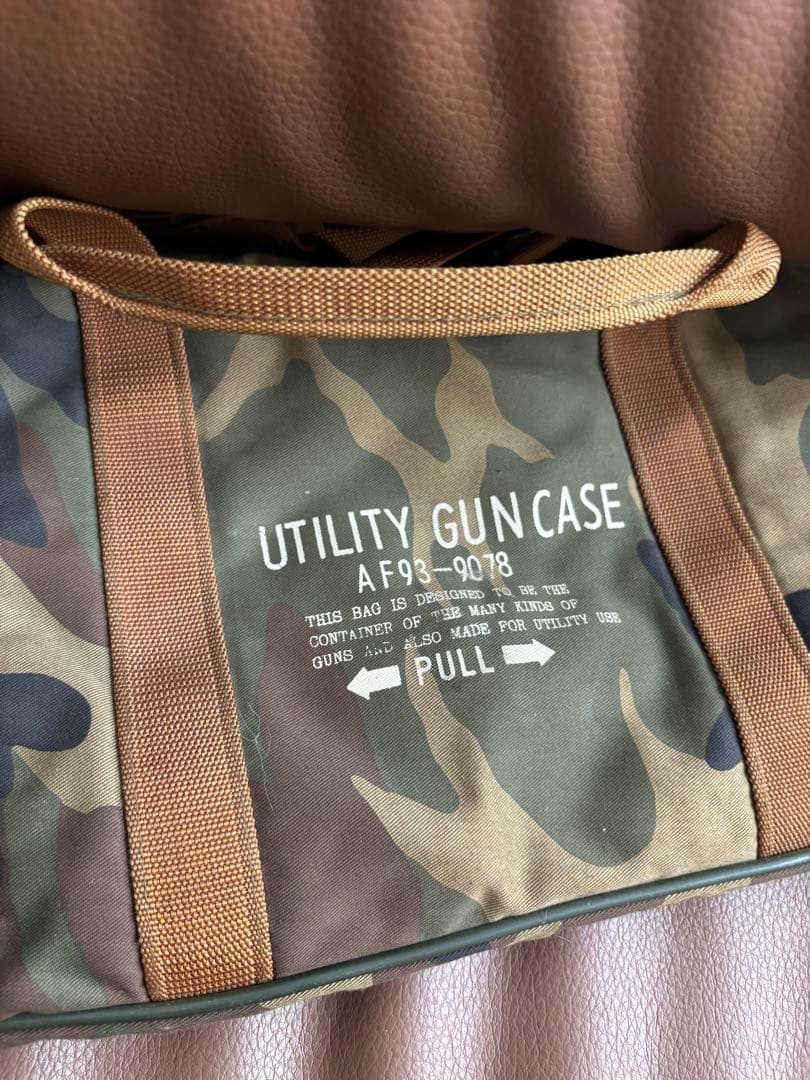 UTILITY GUN CASE
AF93-9078
THIS BAG IS DESIGNED TO BE THE
CONTAINER OF THE MANY KINDS OF
GUNS AND ALSO MADE FOR UTILITY USE
PULL